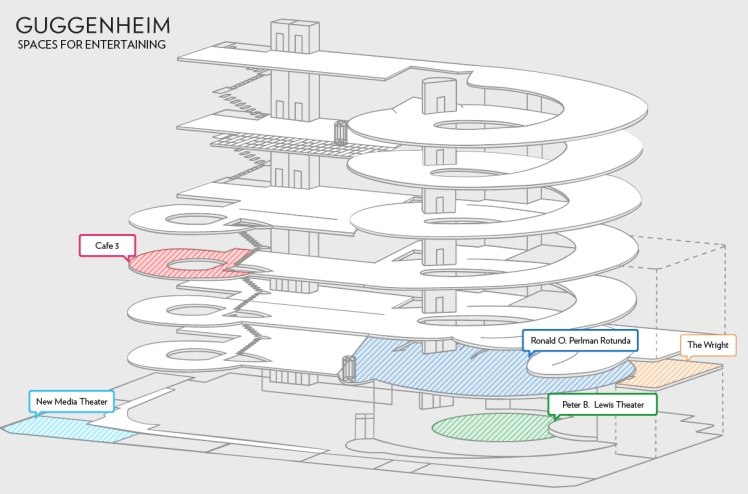 GUGGENHEIM
SPACES FOR ENTERTAINING
Cafe 3
Ronald O. Perlman Rotunda
The Wright
New Media Theater
Peter B. Lewis Theater